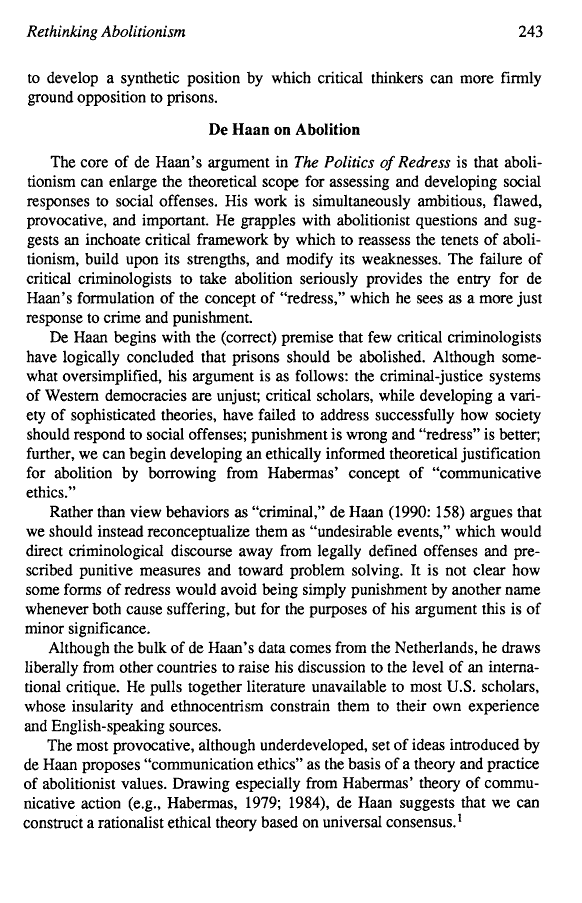 Rethinking Abolitionism 243
to develop a synthetic position by which critical thinkers can more firmly
ground opposition to prisons.
De Haan on Abolition
The core of de Haan's argument in The Politics of Redress is that aboli-
tionism can enlarge the theoretical scope for assessing and developing social
responses to social offenses. His work is simultaneously ambitious, flawed,
provocative, and important. He grapples with abolitionist questions and sug-
gests an inchoate critical framework by which to reassess the tenets of aboli-
tionism, build upon its strengths, and modify its weaknesses. The failure of
critical criminologists to take abolition seriously provides the entry for de
Haan's formulation of the concept of "redress," which he sees as a more just
response to crime and punishment.
De Haan begins with the (correct) premise that few critical criminologists
have logically concluded that prisons should be abolished. Although some-
what oversimplified, his argument is as follows: the criminal-justice systems
of Western democracies are unjust; critical scholars, while developing a vari-
ety of sophisticated theories, have failed to address successfully how society
should respond to social offenses; punishment is wrong and "redress" is better;
further, we can begin developing an ethically informed theoretical justification
for abolition by borrowing from Habermas' concept of "communicative
ethics."
Rather than view behaviors as "criminal," de Haan (1990: 158) argues that
we should instead reconceptualize them as "undesirable events," which would
direct criminological discourse away from legally defined offenses and pre-
scribed punitive measures and toward problem solving. It is not clear how
some forms of redress would avoid being simply punishment by another name
whenever both cause suffering, but for the purposes of his argument this is of
minor significance.
Although the bulk of de Haan's data comes from the Netherlands, he draws
liberally from other countries to raise his discussion to the level of an interna-
tional critique. He pulls together literature unavailable to most U.S. scholars,
whose insularity and ethnocentrism constrain them to their own experience
and English-speaking sources.
The most provocative, although underdeveloped, set of ideas introduced by
de Haan proposes "communication ethics" as the basis of a theory and practice
of abolitionist values. Drawing especially from Habermas' theory of commu-
nicative action (e.g., Habermas, 1979; 1984), de Haan suggests that we can
construct a rationalist ethical theory based on universal consensus.1